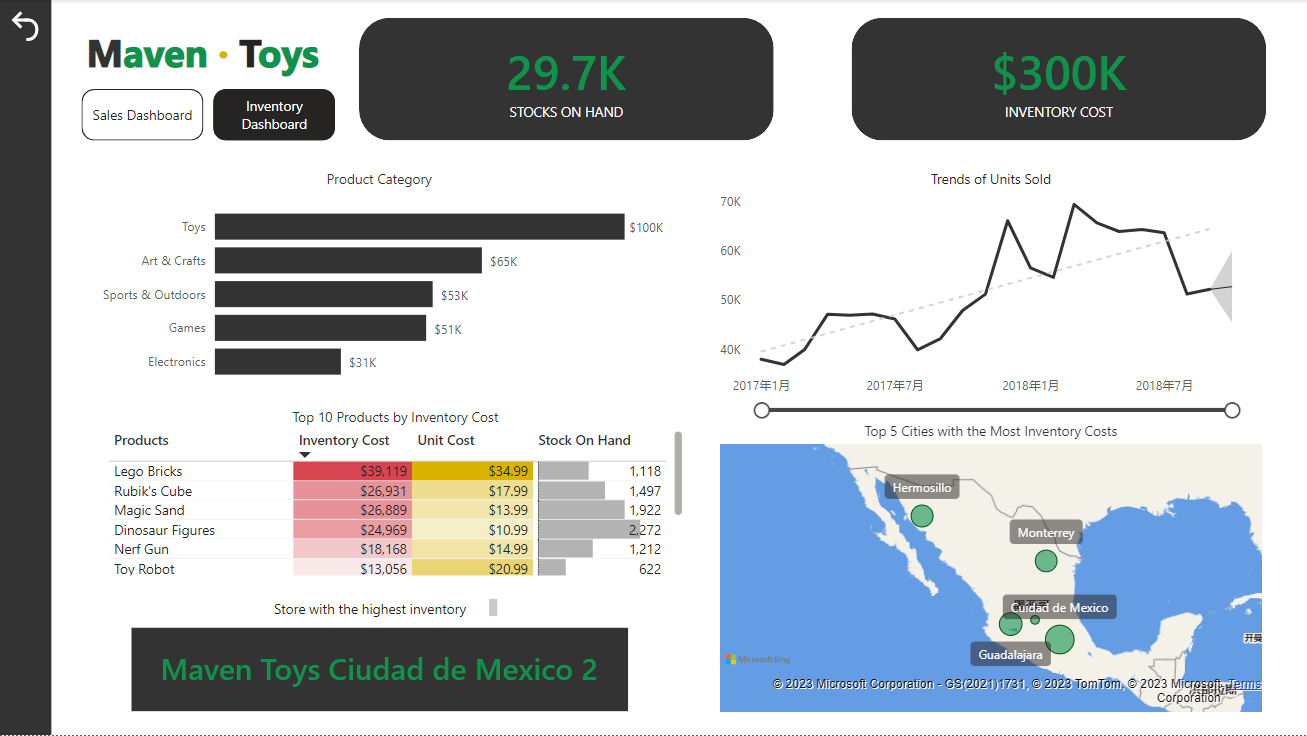 Maven · Toys
Sales Dashboard
Inventory
Dashboard
29.7K
STOCKS ON HAND
$300K
INVENTORY COST
Product Category
Toys $100K
Art & Crafts $65K
Sports & Outdoors $53K
Games $51K
Electronics $31K
Trends of Units Sold
70K
60K
50K
40K
2017年1月 2017年7月 2018年1月 2018年7月
Top 10 Products by Inventory Cost
Products Inventory Cost Unit Cost Stock On Hand
Lego Bricks $39,119 $34.99 1,118
Rubik's Cube $26,931 $17.99 1,497
Magic Sand $26,889 $13.99 1,922
Dinosaur Figures $24,969 $10.99 2,272
Nerf Gun $18,168 $14.99 1,212
Toy Robot $13,056 $20.99 622
Store with the highest inventory
Maven Toys Ciudad de Mexico 2
Top 5 Cities with the Most Inventory Costs
Hermosillo
Monterrey
Cuidad de Mexico
Guadalajara
开曼
Microsoft Bing
© 2023 Microsoft Corporation - GS(2021)1731, © 2023 TomTom, © 2023 Microsoft Terms
Corporation